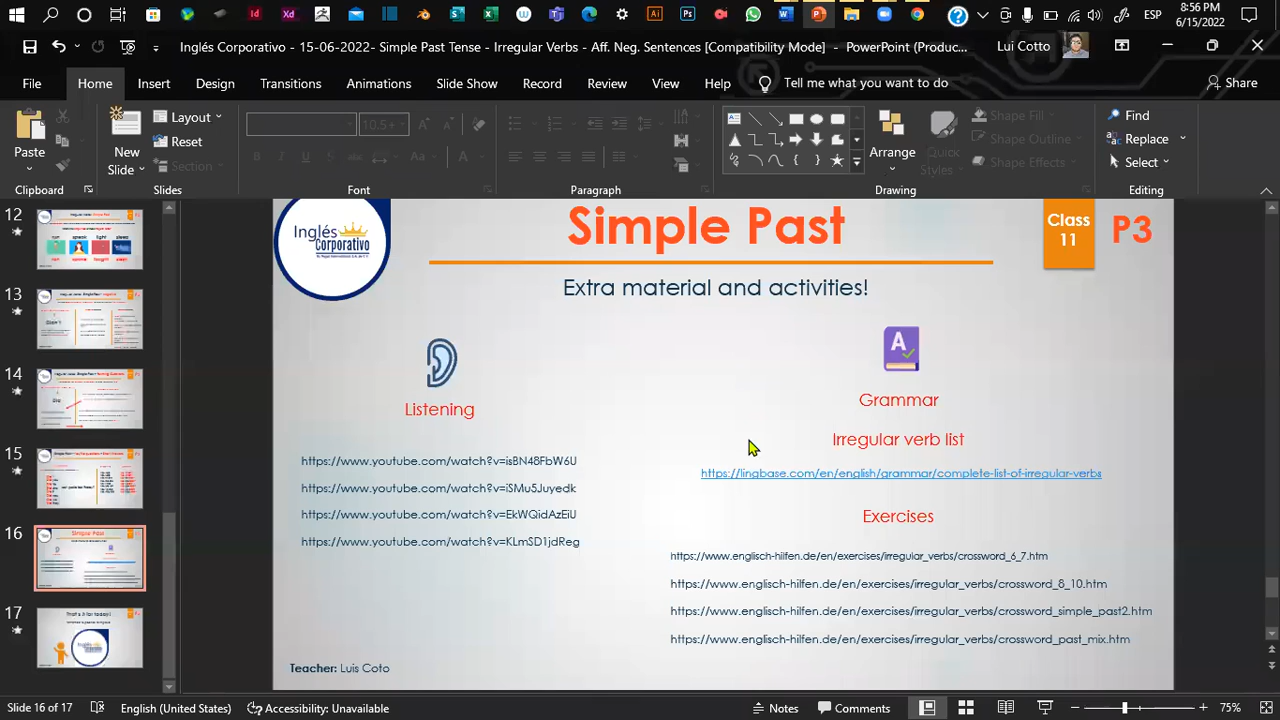 8:56 PM
ESP
6/15/2022
Inglés Corporativo - 15-06-2022- Simple Past Tense - Irregular Verbs - Aff. Neg. Sentences [Compatibility Mode] - PowerPoint (Produc...
Lui Cotto
File Home Insert Design Transitions Animations Slide Show Record Review View Help Tell me what you want to do Share
Paste
New Slide
Layout
Reset
Section
10.5+
Shape Fill
Shape Outline
Shape Effects
Arrange
Quick Styles
Find
Replace
Select
Clipboard Slides Font Paragraph Drawing Editing
12
13
14
15
16
17
Inglés
Corporativo
Simple Past
Class 11
P3
Extra material and activities!
Listening
https://www.youtube.com/watch?v=isBN48FbW6U
https://www.youtube.com/watch?v=iSMu5Juyedk
https://www.youtube.com/watch?v=EkWQidAzEiU
https://www.youtube.com/watch?v=KLmSD1jdReg
Grammar
Irregular verb list
https://lingbase.com/en/english/grammar/complete-list-of-irregular-verbs
Exercises
https://www.englisch-hilfen.de/en/exercises/irregular_verbs/crossword_6_7.htm
https://www.englisch-hilfen.de/en/exercises/irregular_verbs/crossword_8_10.htm
https://www.englisch-hilfen.de/en/exercises/irregular_verbs/crossword_simple_past2.htm
https://www.englisch-hilfen.de/en/exercises/irregular_verbs/crossword_past_mix.htm
Teacher: Luis Coto
Slide 16 of 17 English (United States) Accessibility: Unavailable Notes Comments 75%